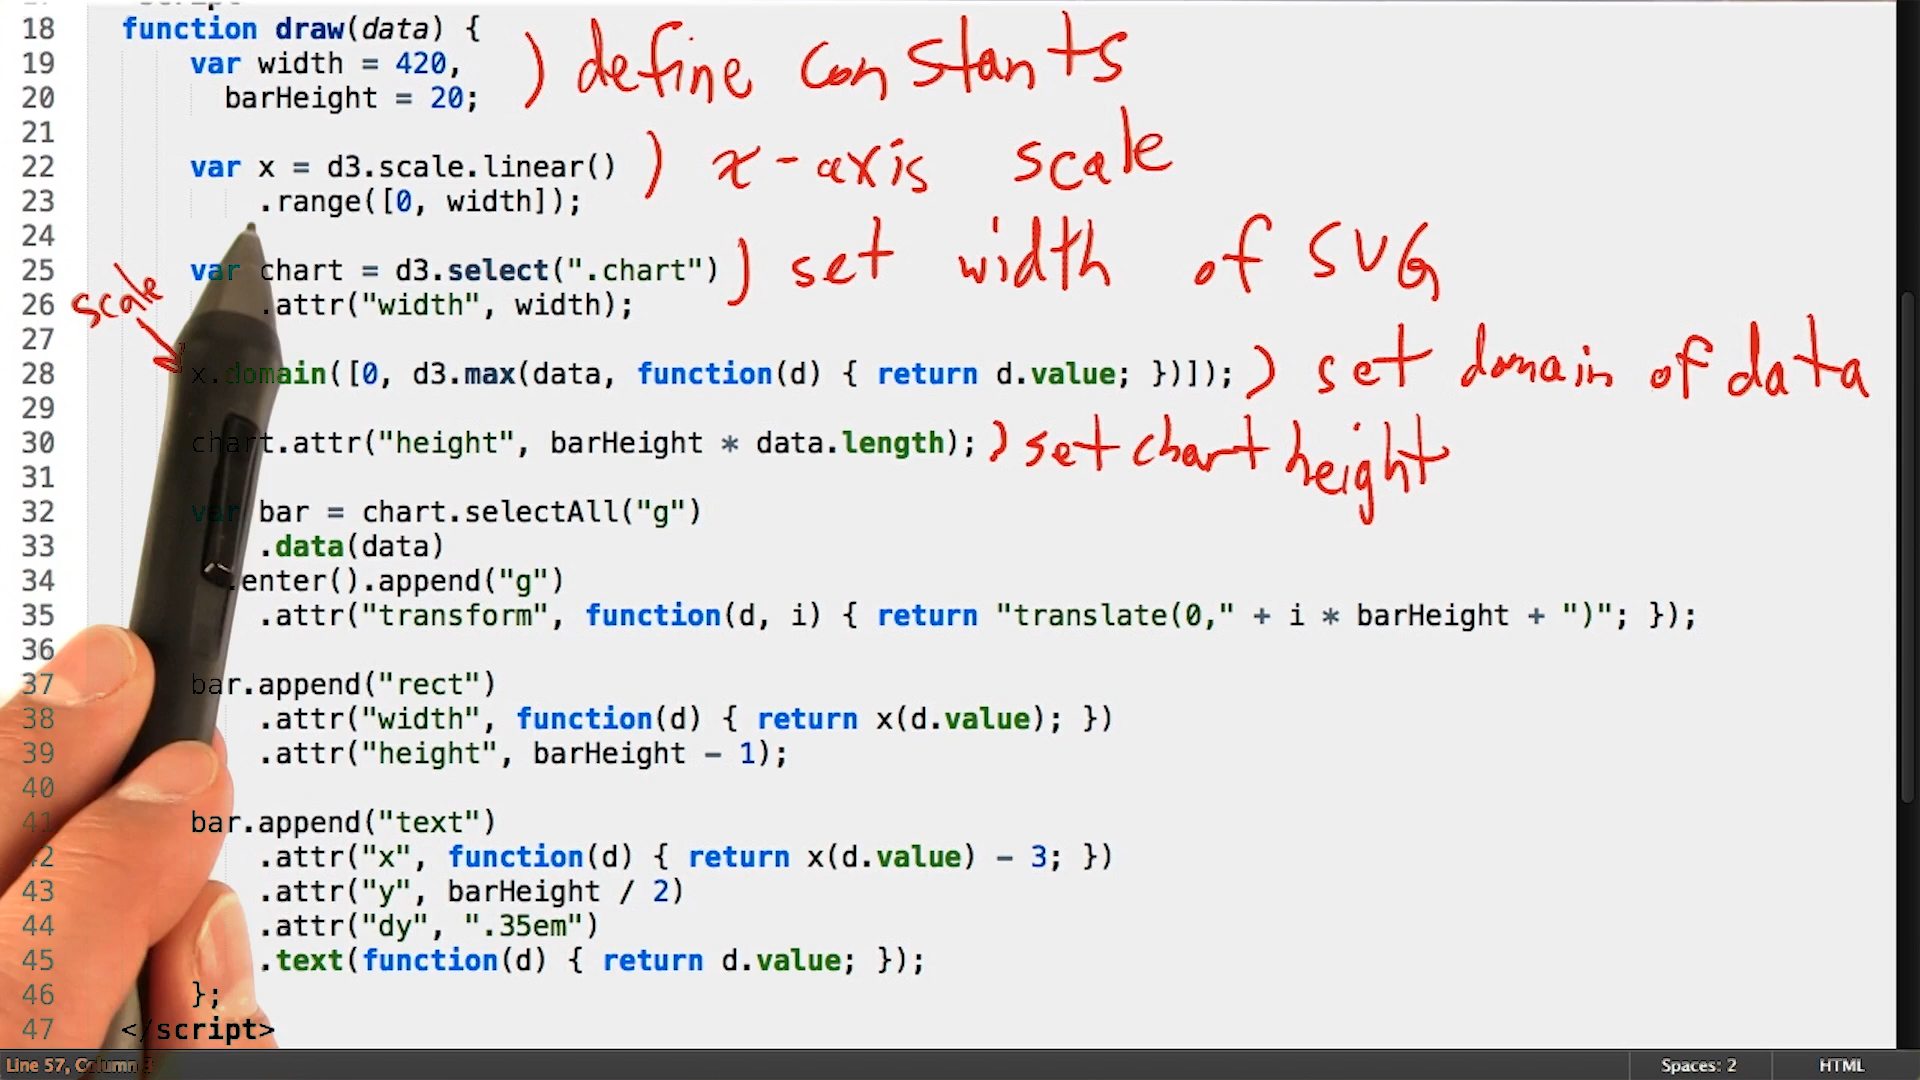 18 function draw(data) { ) define constants
19 var width = 420,
20 barHeight = 20;
21
22 var x = d3.scale.linear() ) x-axis scale
23 .range([0, width]);
24
25 var chart = d3.select(".chart") ) set width of SVG
26 .attr("width", width);
scale
27
28 x.domain([0, d3.max(data, function(d) { return d.value; })]); ) set domain of data
29
30 chart.attr("height", barHeight * data.length); ) set chart height
31
32 var bar = chart.selectAll("g")
33 .data(data)
34 .enter().append("g")
35 .attr("transform", function(d, i) { return "translate(0," + i * barHeight + ")"; });
36
37 bar.append("rect")
38 .attr("width", function(d) { return x(d.value); })
39 .attr("height", barHeight - 1);
40
41 bar.append("text")
42 .attr("x", function(d) { return x(d.value) - 3; })
43 .attr("y", barHeight / 2)
44 .attr("dy", ".35em")
45 .text(function(d) { return d.value; });
46 };
47 </script>
Line 57, Column 3 Spaces: 2 HTML